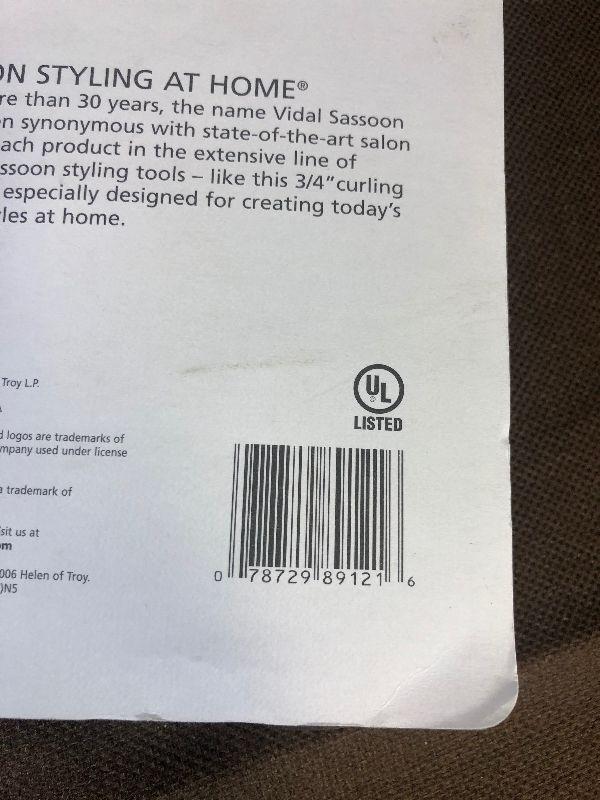 ON STYLING AT HOME®
re than 30 years, the name Vidal Sassoon
n synonymous with state-of-the-art salon
ach product in the extensive line of
ssoon styling tools – like this 3/4" curling
especially designed for creating today's
les at home.
Troy L.P.
d logos are trademarks of
mpany used under license
a trademark of
sit us at
om
006 Helen of Troy.
)N5
UL
®
LISTED
0 78729 89121 6